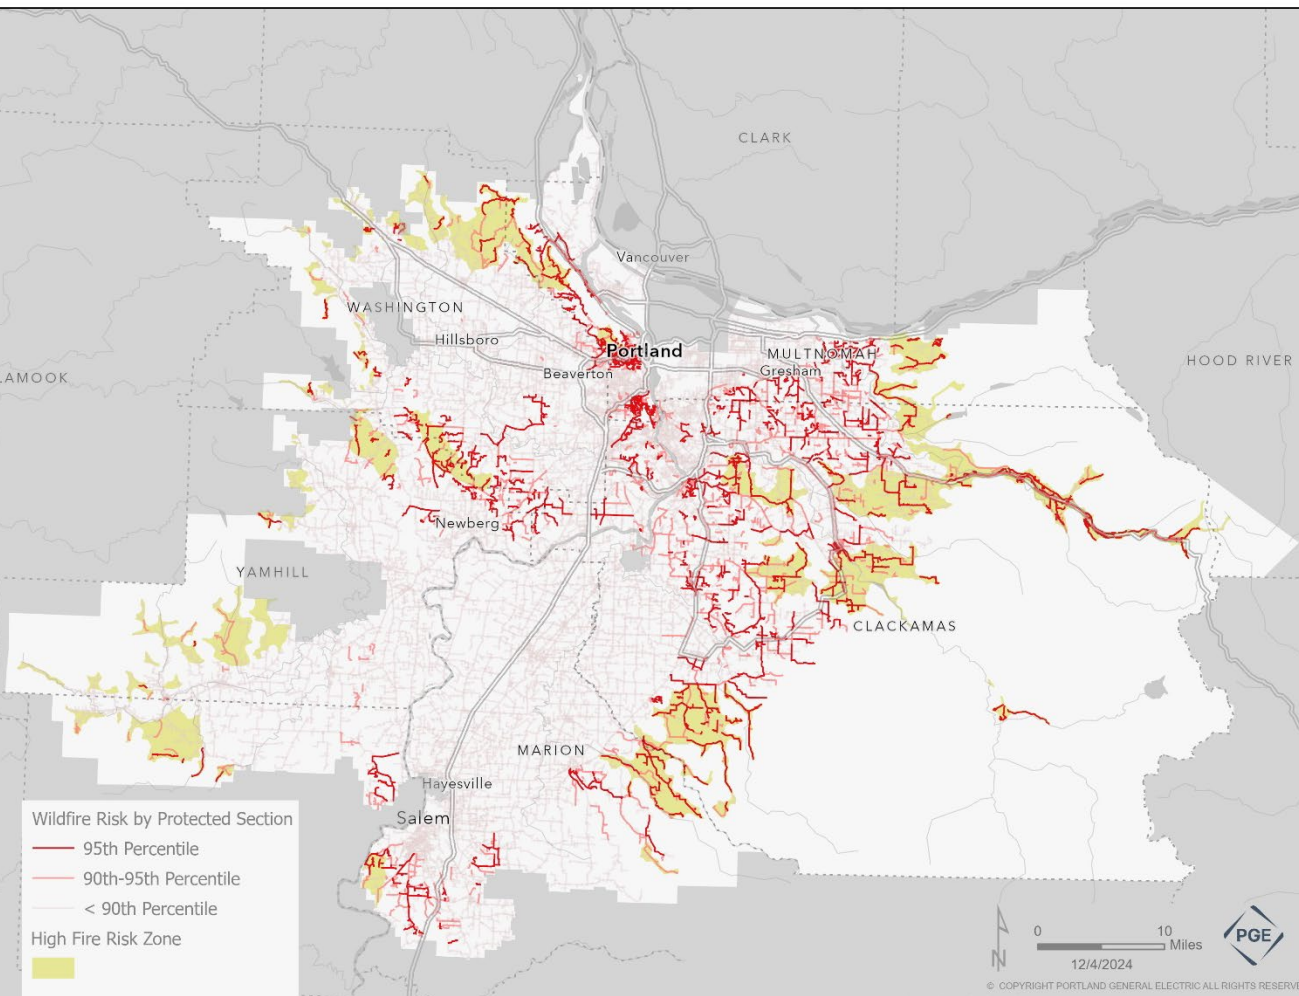 CLARK
Vancouver
WASHINGTON
Hillsboro
Portland
MULTNOMAH
Beaverton
Gresham
HOOD RIVER
LAMOOK
Newberg
YAMHILL
CLACKAMAS
MARION
Hayesville
Salem
Wildfire Risk by Protected Section
95th Percentile
90th-95th Percentile
< 90th Percentile
High Fire Risk Zone
N
0 10
Miles
12/4/2024
PGE
© COPYRIGHT PORTLAND GENERAL ELECTRIC ALL RIGHTS RESERVE